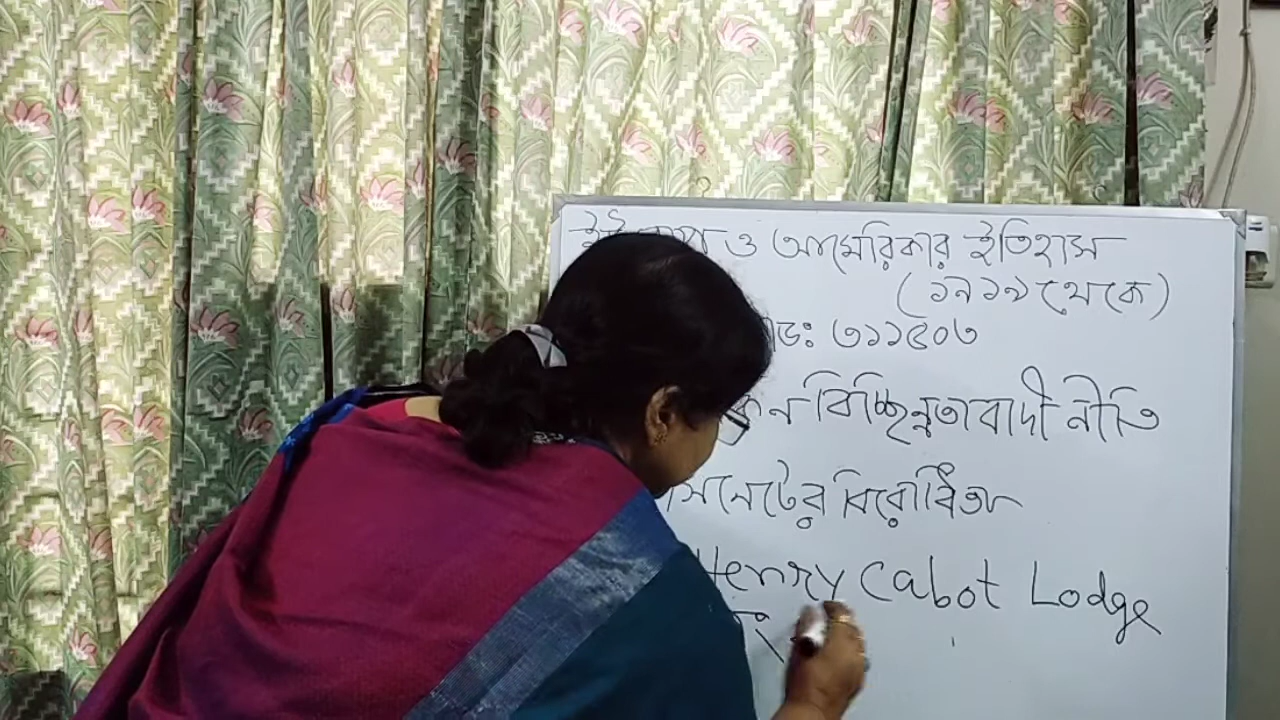 ও আমেরিকার ইতিহাস
(১৯১৯ থেকে)
৩১১৫০৩
বিচ্ছিন্নতাবাদী নীতি
সিনেটের বিরোধিতা
Henry Cabot Lodge